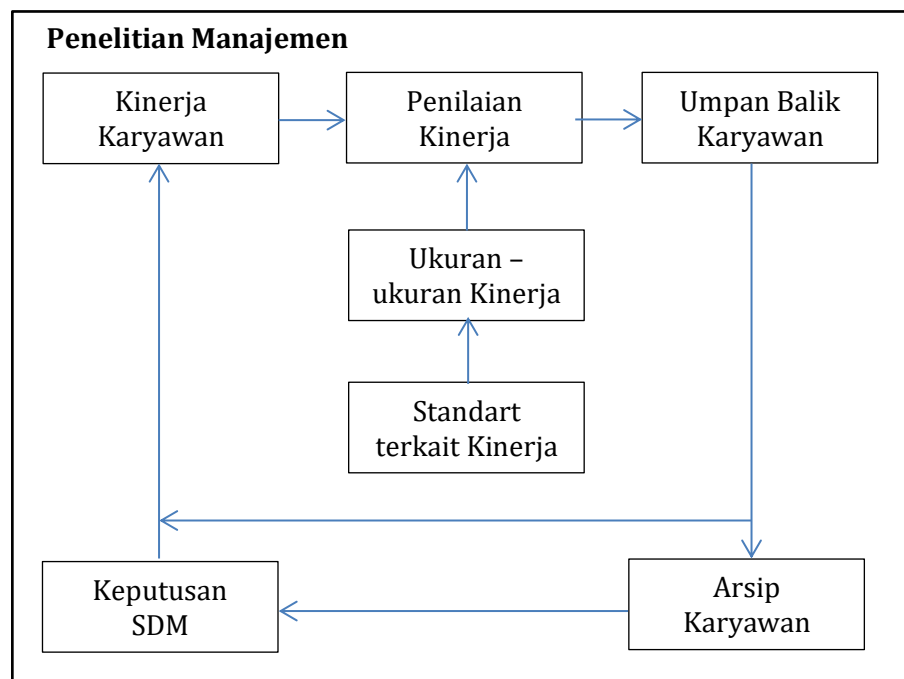 Penelitian Manajemen
Kinerja
Karyawan
Penilaian
Kinerja
Umpan Balik
Karyawan
Ukuran –
ukuran Kinerja
Standart
terkait Kinerja
Keputusan
SDM
Arsip
Karyawan